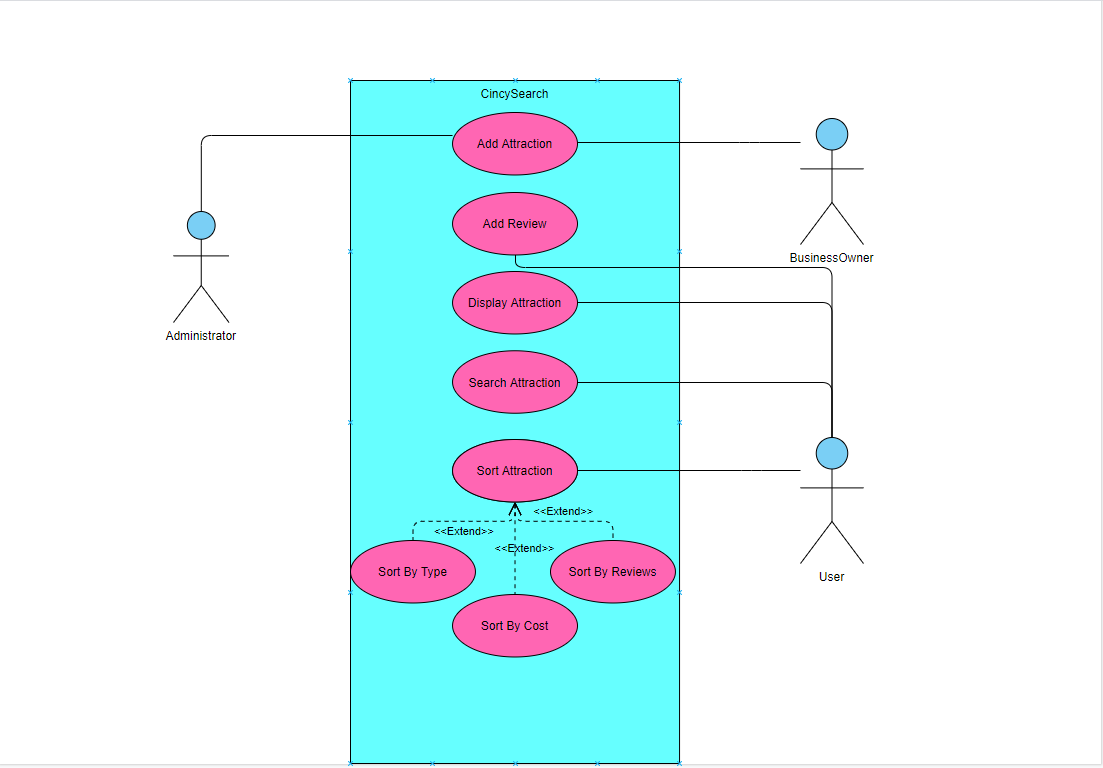 CincySearch
Add Attraction
Add Review
BusinessOwner
Display Attraction
Administrator
Search Attraction
Sort Attraction
<<Extend>>
<<Extend>>
<<Extend>>
Sort By Type
Sort By Reviews
User
Sort By Cost